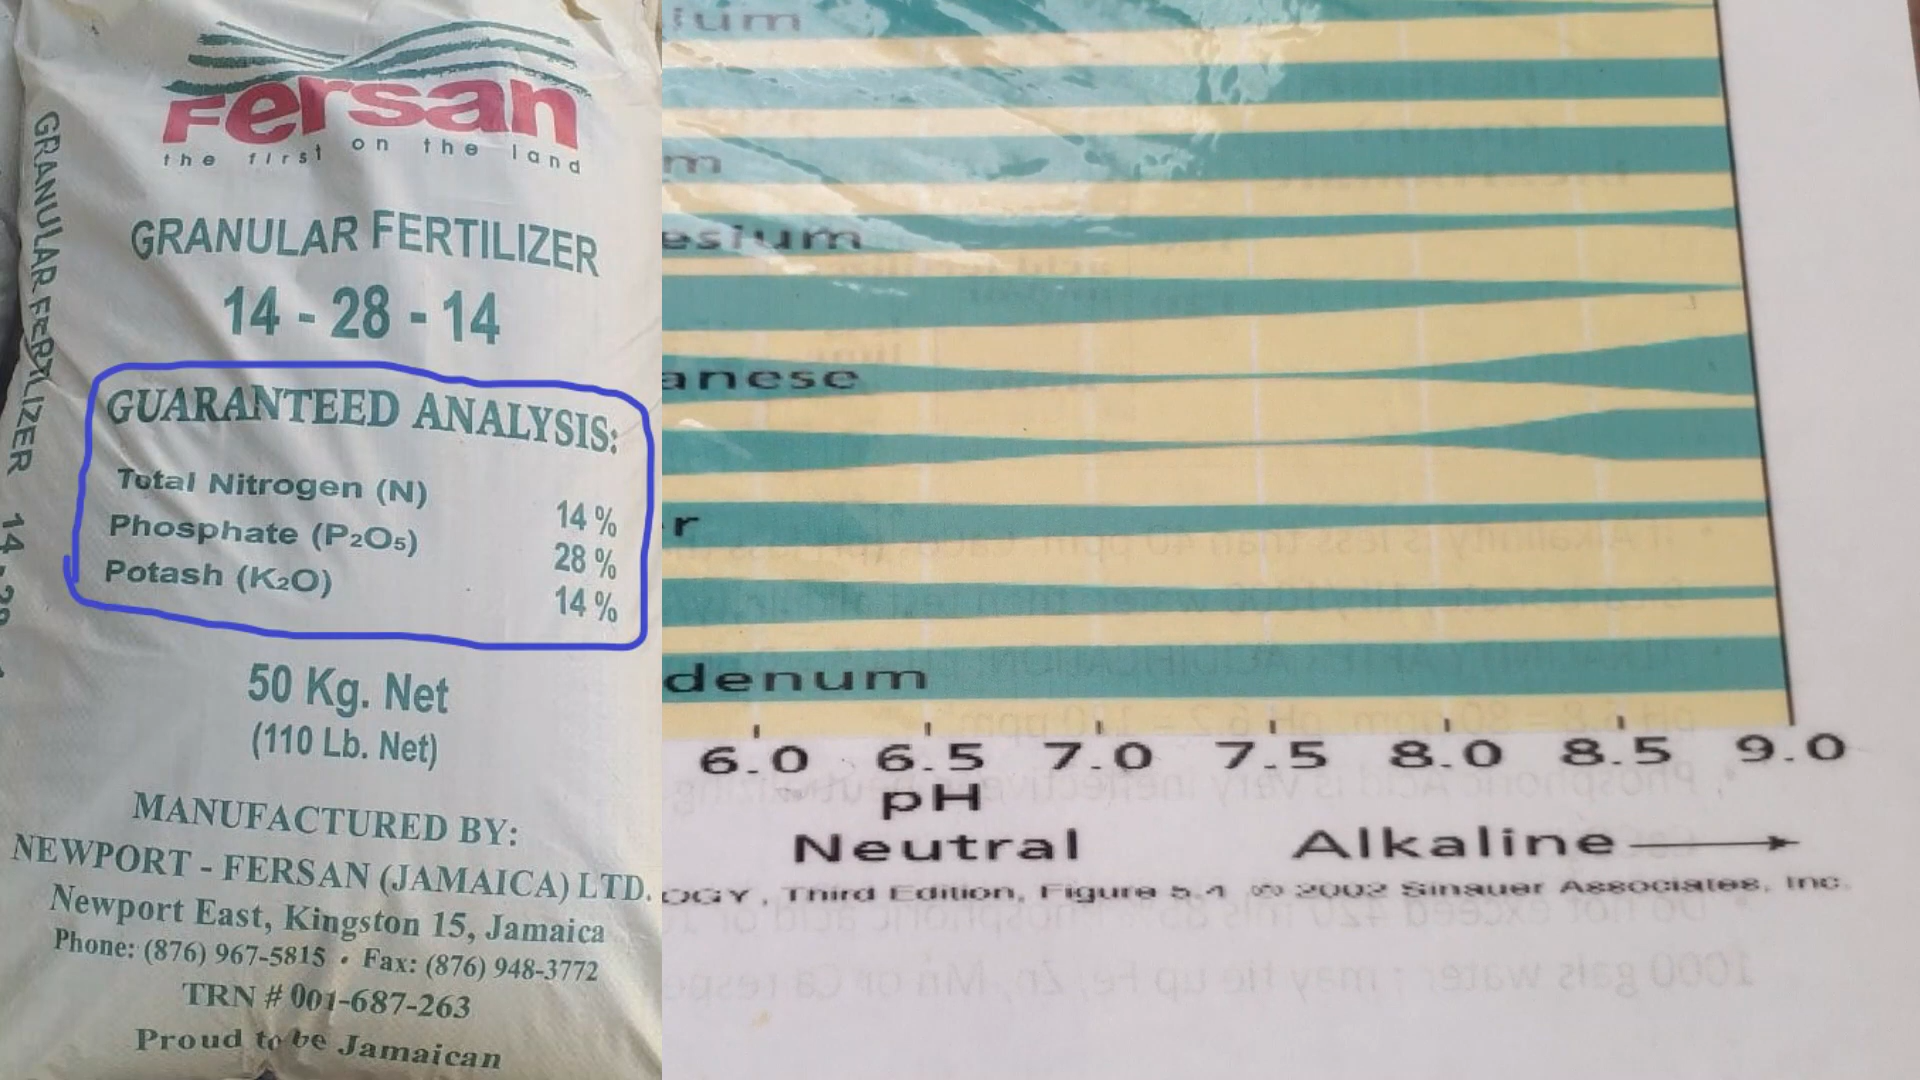 Fersan
the first on the land
GRANULAR FERTILIZER
14 - 28 - 14
GUARANTEED ANALYSIS:
Total Nitrogen (N) 14 %
Phosphate (P₂O₅) 28 %
Potash (K₂O) 14 %
50 Kg. Net
(110 Lb. Net)
MANUFACTURED BY:
NEWPORT - FERSAN (JAMAICA) LTD.
Newport East, Kingston 15, Jamaica
Phone: (876) 967-5815 • Fax: (876) 948-3772
TRN # 001-687-263
Proud to be Jamaican
GRANULAR FERTILIZER 14 - 28
ium
m
esium
anese
r
denum
6.0 6.5 7.0 7.5 8.0 8.5 9.0
pH
Neutral Alkaline
OGY, Third Edition, Figure 5.4 © 2002 Sinauer Associates, Inc.